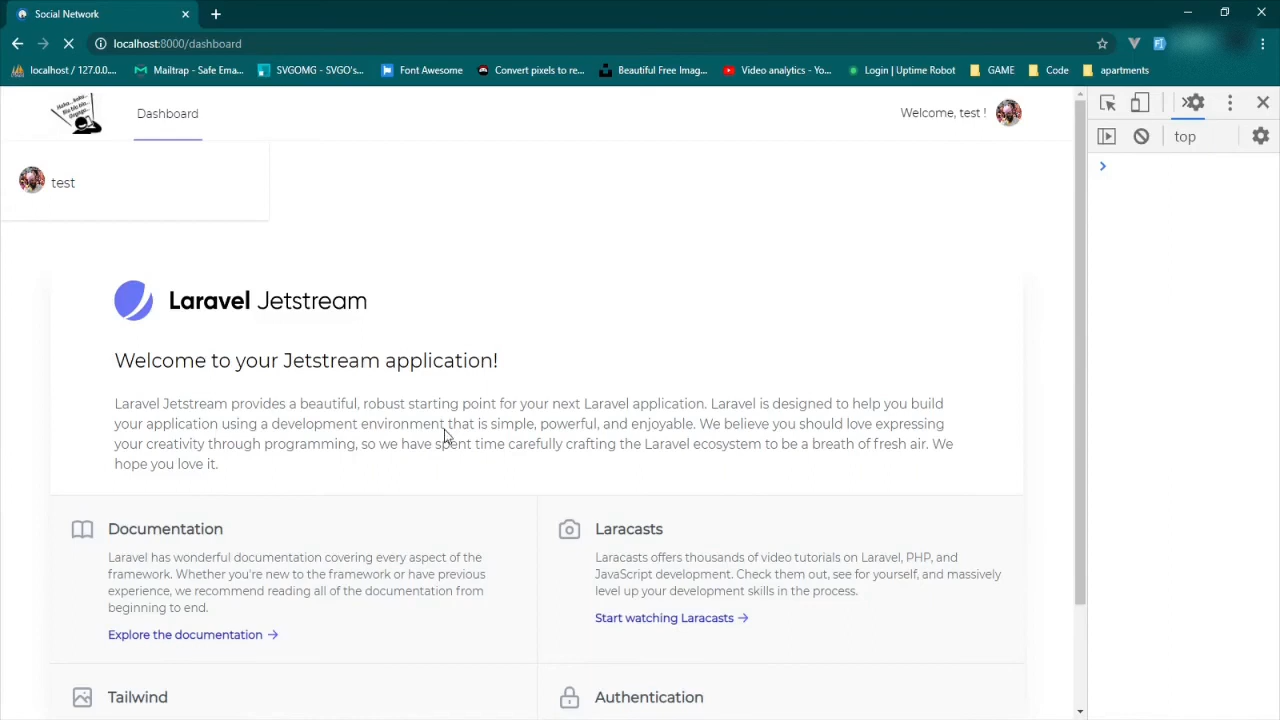 Social Network
localhost:8000/dashboard
localhost / 127.0.0....
Mailtrap - Safe Ema...
SVGOMG - SVGO's...
Font Awesome
Convert pixels to re...
Beautiful Free Imag...
Video analytics - Yo...
Login | Uptime Robot
GAME
Code
apartments
Dashboard
Welcome, test !
top
test
Laravel Jetstream
Welcome to your Jetstream application!
Laravel Jetstream provides a beautiful, robust starting point for your next Laravel application. Laravel is designed to help you build
your application using a development environment that is simple, powerful, and enjoyable. We believe you should love expressing
your creativity through programming, so we have spent time carefully crafting the Laravel ecosystem to be a breath of fresh air. We
hope you love it.
Documentation
Laravel has wonderful documentation covering every aspect of the
framework. Whether you're new to the framework or have previous
experience, we recommend reading all of the documentation from
beginning to end.
Explore the documentation
Laracasts
Laracasts offers thousands of video tutorials on Laravel, PHP, and
JavaScript development. Check them out, see for yourself, and massively
level up your development skills in the process.
Start watching Laracasts
Tailwind
Authentication